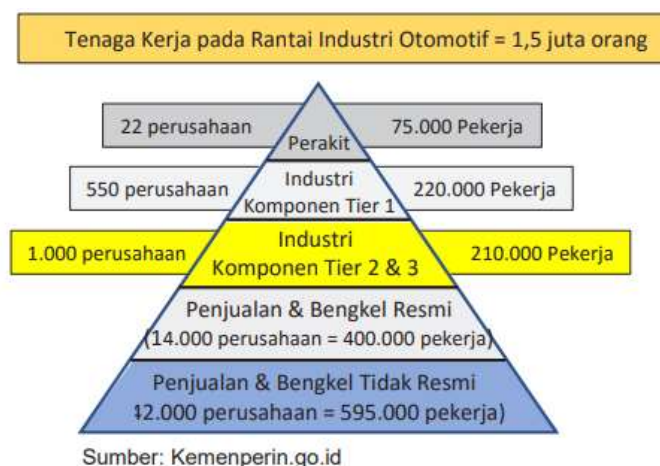 Tenaga Kerja pada Rantai Industri Otomotif = 1,5 juta orang
22 perusahaan
Perakit
75.000 Pekerja
550 perusahaan
Industri
Komponen Tier 1
220.000 Pekerja
1.000 perusahaan
Industri
Komponen Tier 2 & 3
210.000 Pekerja
Penjualan & Bengkel Resmi
(14.000 perusahaan = 400.000 pekerja)
Penjualan & Bengkel Tidak Resmi
42.000 perusahaan = 595.000 pekerja)
Sumber: Kemenperin.go.id